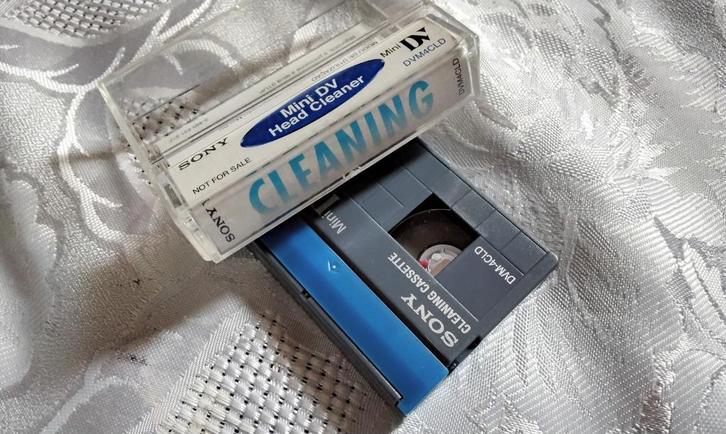 Mini DV
DVM4CLD
SONY
Mini DV
Head Cleaner
NOT FOR SALE
CLEANING
DVM4CLD
SONY
Mini
DVM-4CLD
SONY
CLEANING CASSETTE